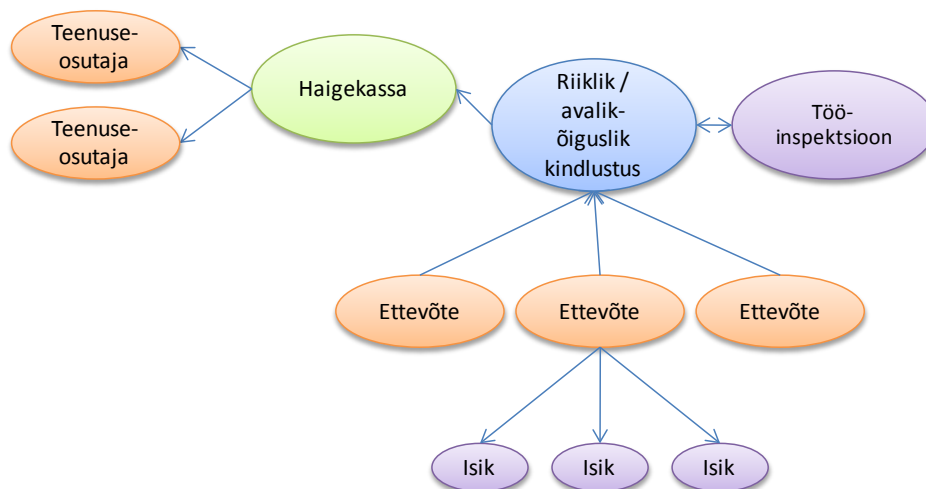 Teenuse-
osutaja
Haigekassa
Riiklik /
avalik-
õiguslik
kindlustus
Töö-
inspektsioon
Teenuse-
osutaja
Ettevõte
Ettevõte
Ettevõte
Isik
Isik
Isik